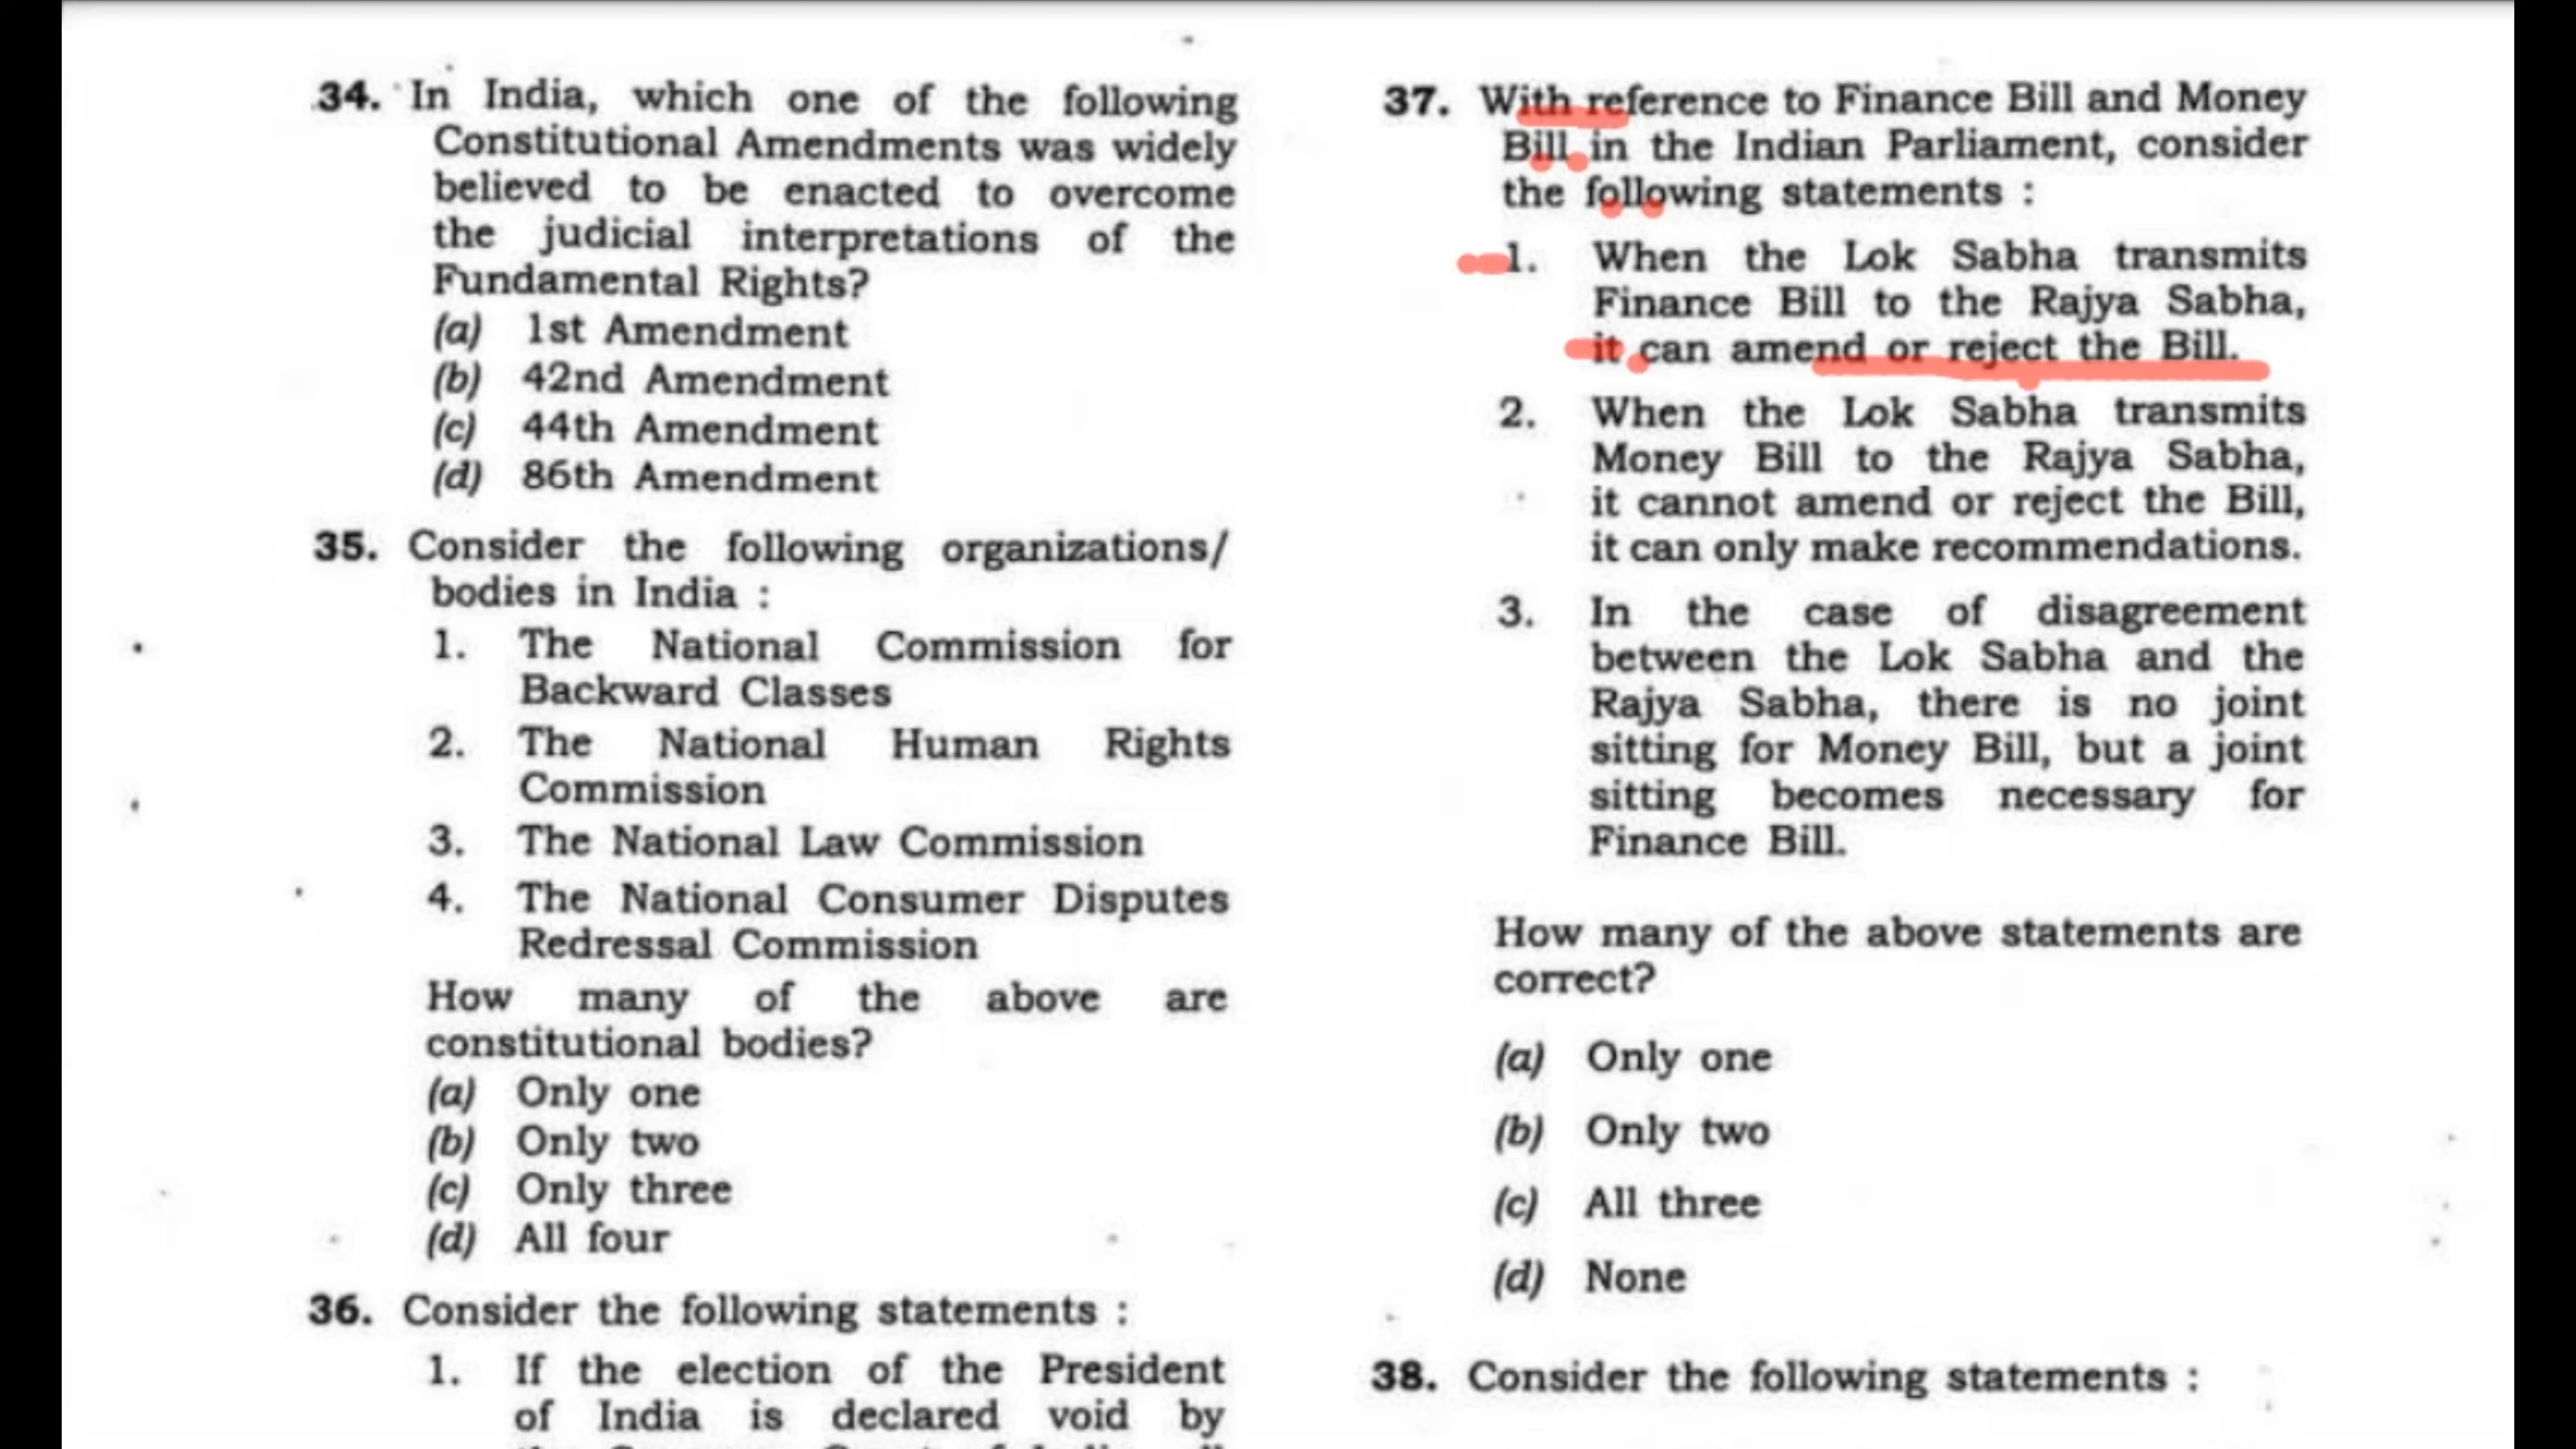 34. In India, which one of the following
Constitutional Amendments was widely
believed to be enacted to overcome
the judicial interpretations of the
Fundamental Rights?
(a) 1st Amendment
(b) 42nd Amendment
(c) 44th Amendment
(d) 86th Amendment
35. Consider the following organizations/
bodies in India :
1. The National Commission for
Backward Classes
2. The National Human Rights
Commission
3. The National Law Commission
4. The National Consumer Disputes
Redressal Commission
How many of the above are
constitutional bodies?
(a) Only one
(b) Only two
(c) Only three
(d) All four
36. Consider the following statements :
1. If the election of the President
of India is declared void by
37. With reference to Finance Bill and Money
Bill in the Indian Parliament, consider
the following statements :
1. When the Lok Sabha transmits
Finance Bill to the Rajya Sabha,
it can amend or reject the Bill.
2. When the Lok Sabha transmits
Money Bill to the Rajya Sabha,
it cannot amend or reject the Bill,
it can only make recommendations.
3. In the case of disagreement
between the Lok Sabha and the
Rajya Sabha, there is no joint
sitting for Money Bill, but a joint
sitting becomes necessary for
Finance Bill.
How many of the above statements are
correct?
(a) Only one
(b) Only two
(c) All three
(d) None
38. Consider the following statements :